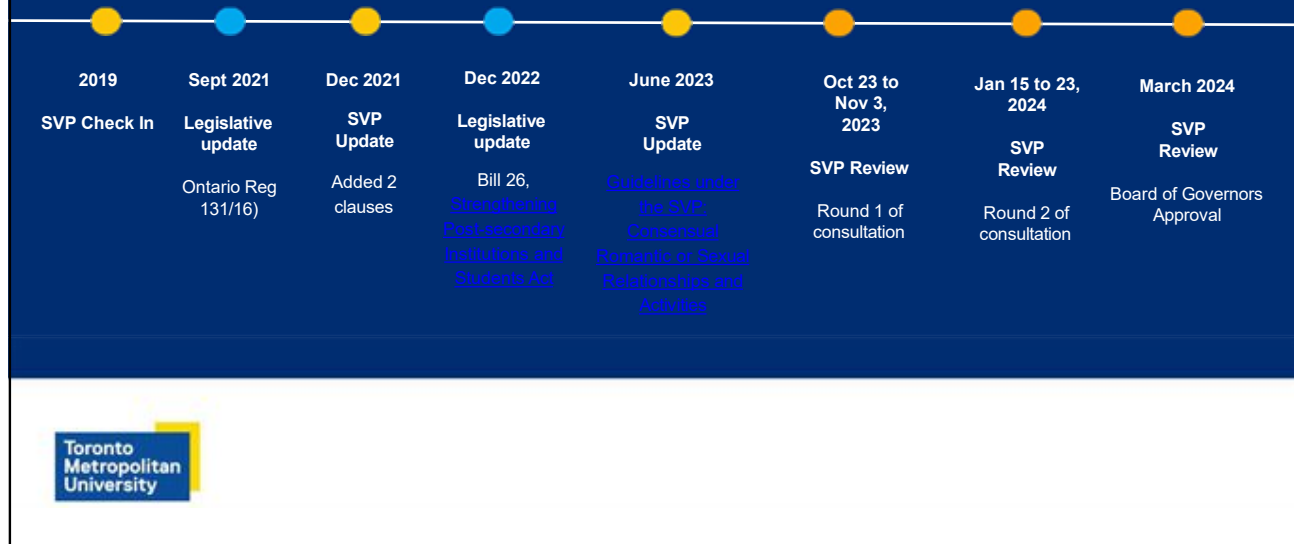 2019
SVP Check In
Sept 2021
Legislative
update
Ontario Reg
131/16)
Dec 2021
SVP
Update
Added 2
clauses
Dec 2022
Legislative
update
Bill 26,
Strengthening
Post-secondary
Institutions and
Students Act
June 2023
SVP
Update
Guidelines under
the SVP:
Consensual
Romantic or Sexual
Relationships and
Activities
Oct 23 to
Nov 3,
2023
SVP Review
Round 1 of
consultation
Jan 15 to 23,
2024
SVP
Review
Round 2 of
consultation
March 2024
SVP
Review
Board of Governors
Approval
Toronto
Metropolitan
University